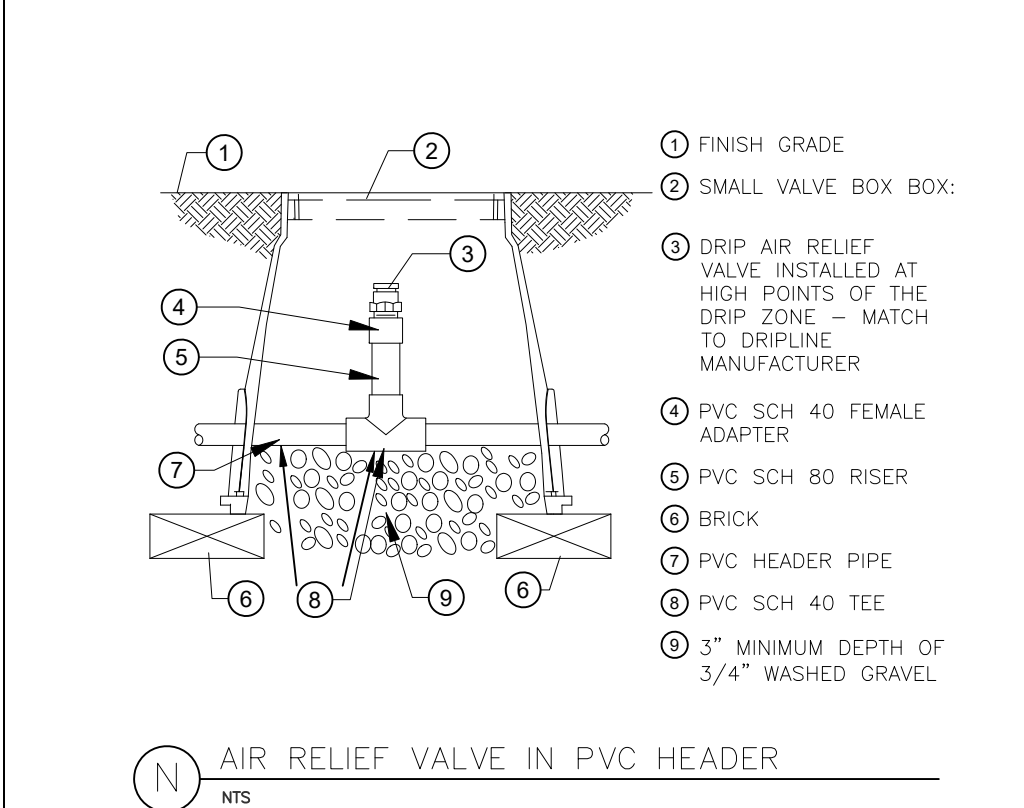 1
2
3
4
5
7
6
8
9
6
1 FINISH GRADE
2 SMALL VALVE BOX BOX:
3 DRIP AIR RELIEF
VALVE INSTALLED AT
HIGH POINTS OF THE
DRIP ZONE – MATCH
TO DRIPLINE
MANUFACTURER
4 PVC SCH 40 FEMALE
ADAPTER
5 PVC SCH 80 RISER
6 BRICK
7 PVC HEADER PIPE
8 PVC SCH 40 TEE
9 3" MINIMUM DEPTH OF
3/4" WASHED GRAVEL
N AIR RELIEF VALVE IN PVC HEADER
NTS